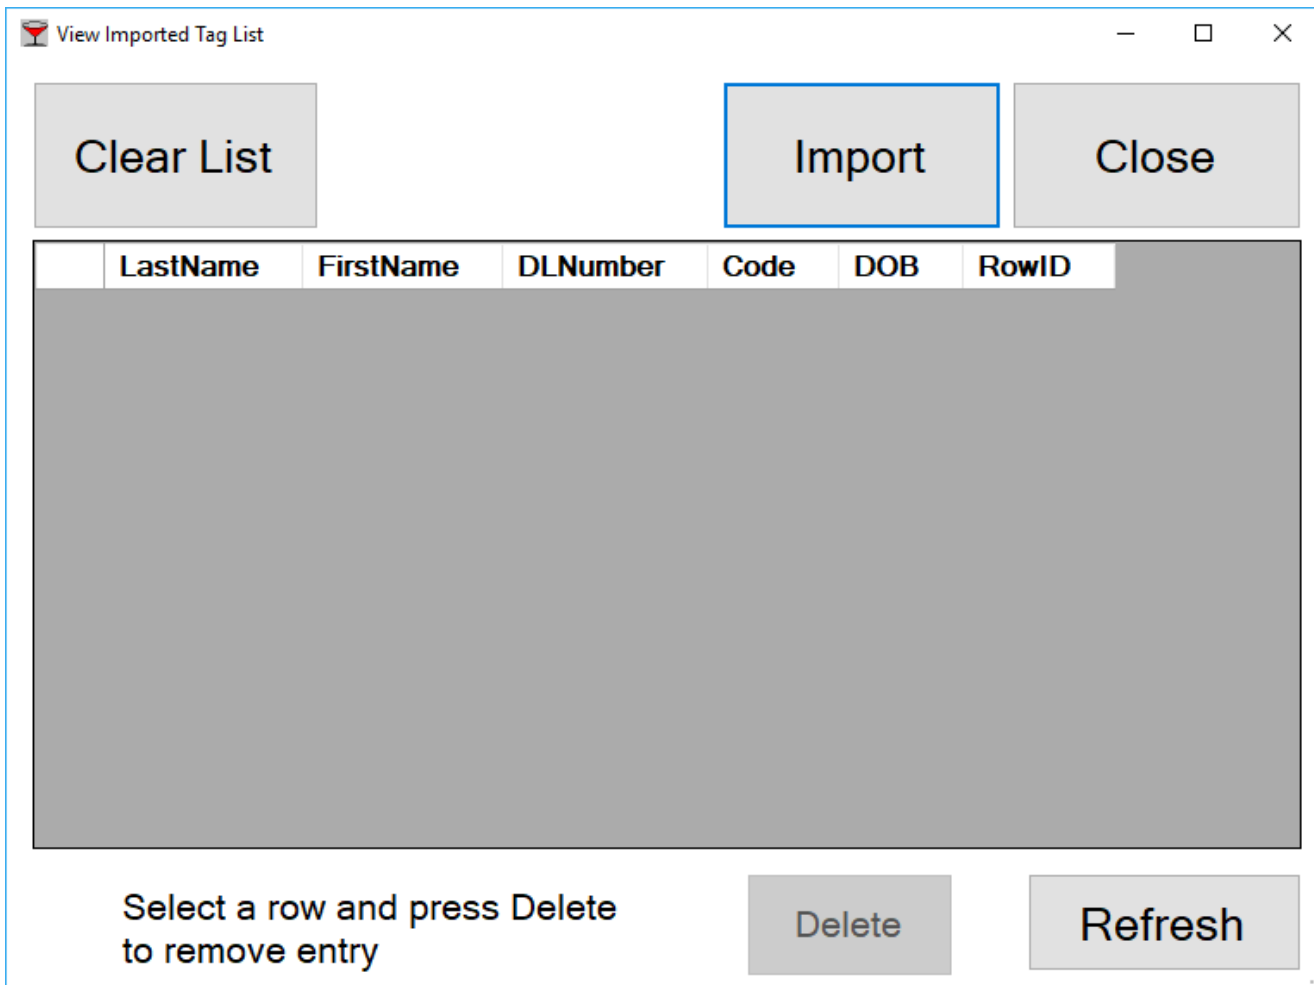 View Imported Tag List
Clear List
Import
Close
LastName FirstName DLNumber Code DOB RowID
Select a row and press Delete
to remove entry
Delete
Refresh